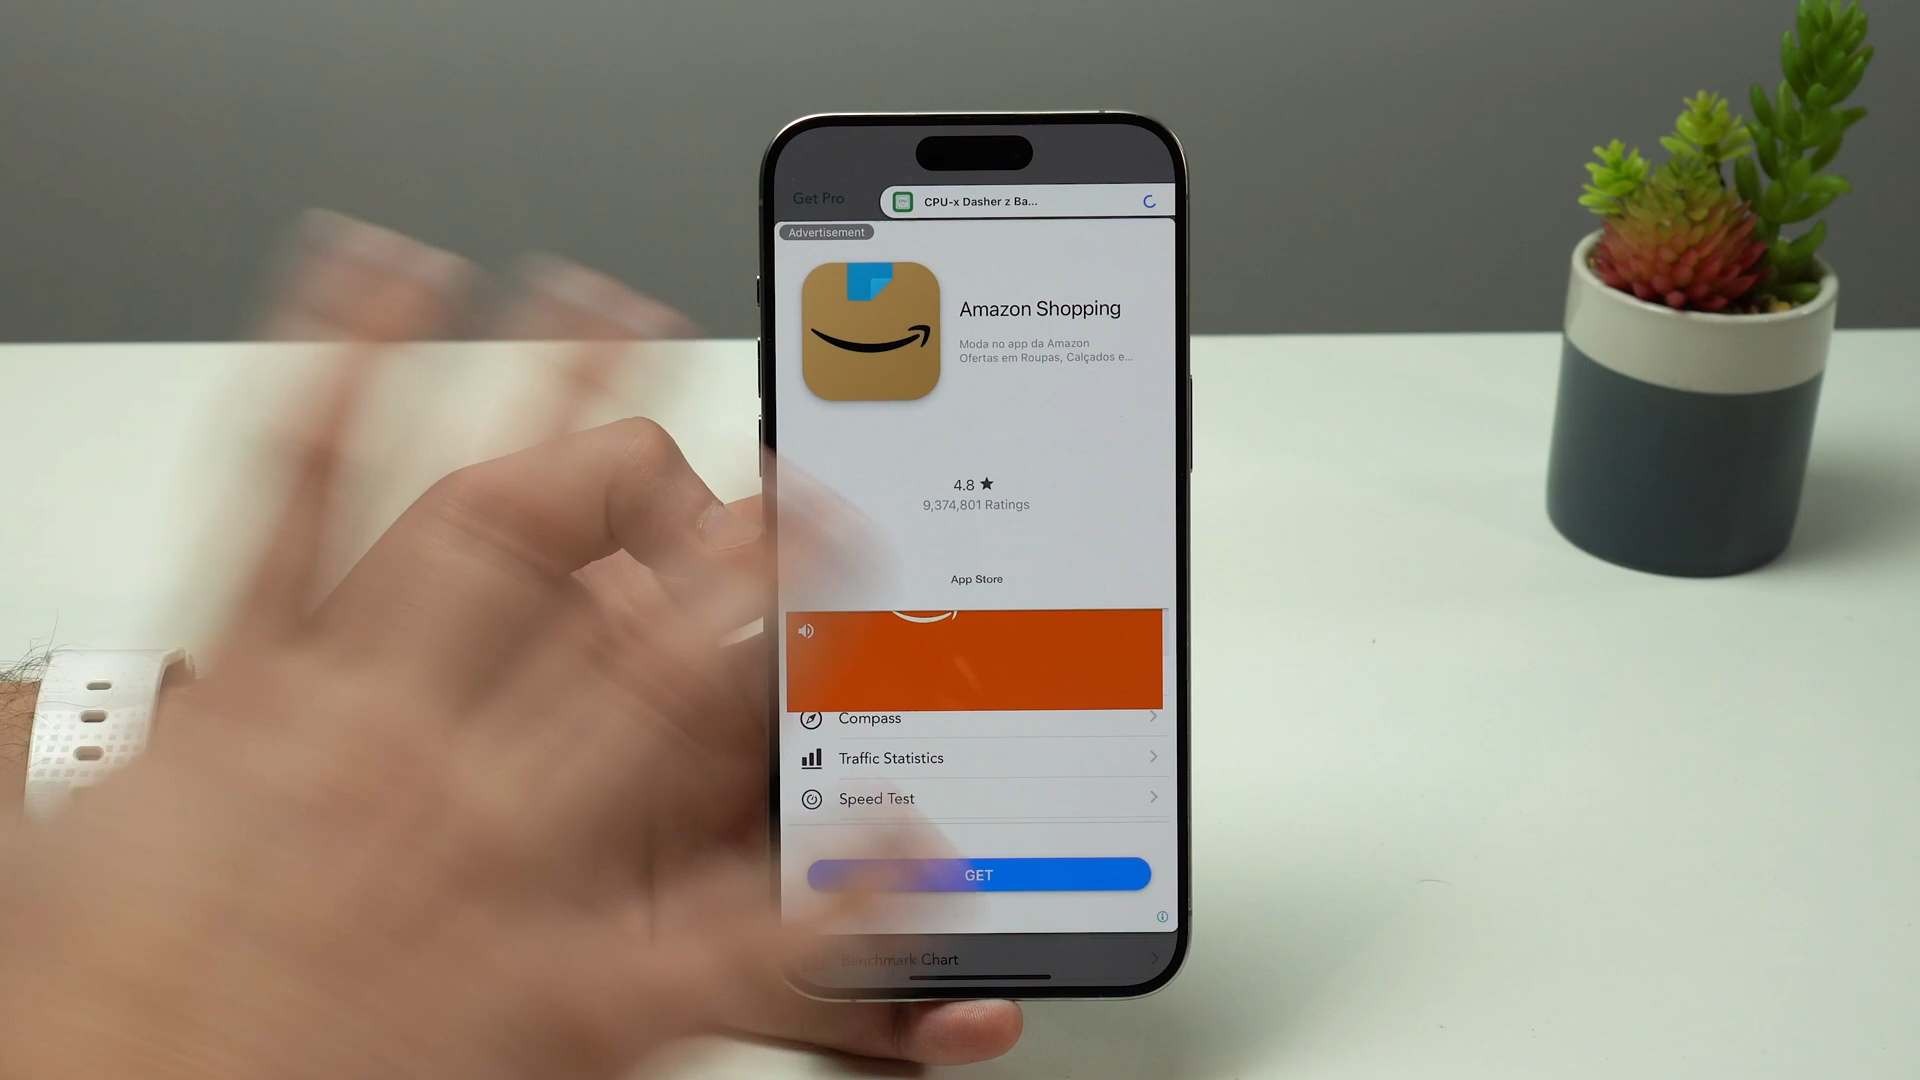 Get Pro
CPU-x Dasher z Ba...
Advertisement
Amazon Shopping
Moda no app da Amazon
Ofertas em Roupas, Calçados e...
4.8 ★
9,374,801 Ratings
App Store
Compass
Traffic Statistics
Speed Test
GET
Benchmark Chart